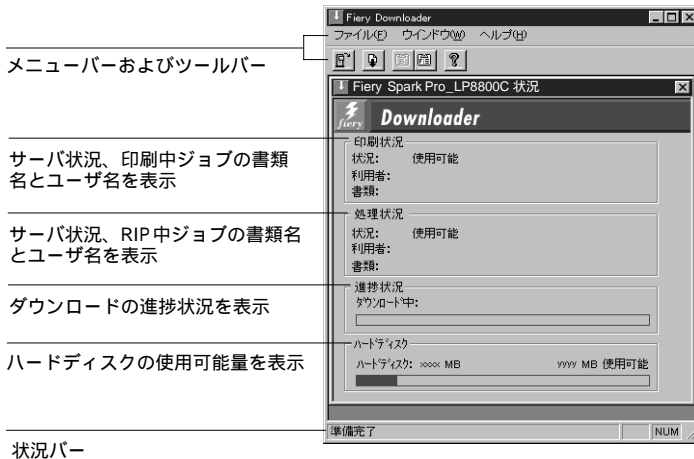 Fiery Downloader
ファイル(F) ウインドウ(W) ヘルプ(H)
メニューバーおよびツールバー
Fiery Spark Pro_LP8800C 状況
fiery Downloader
サーバ状況、印刷中ジョブの書類
名とユーザ名を表示
印刷状況
状況: 使用可能
利用者:
書類:
サーバ状況、RIP中ジョブの書類名
とユーザ名を表示
処理状況
状況: 使用可能
利用者:
書類:
ダウンロードの進捗状況を表示
進捗状況
ダウンロード中:
ハードディスクの使用可能量を表示
ハードディスク
ハードディスク: xxxx MB yyyy MB 使用可能
状況バー
準備完了 NUM